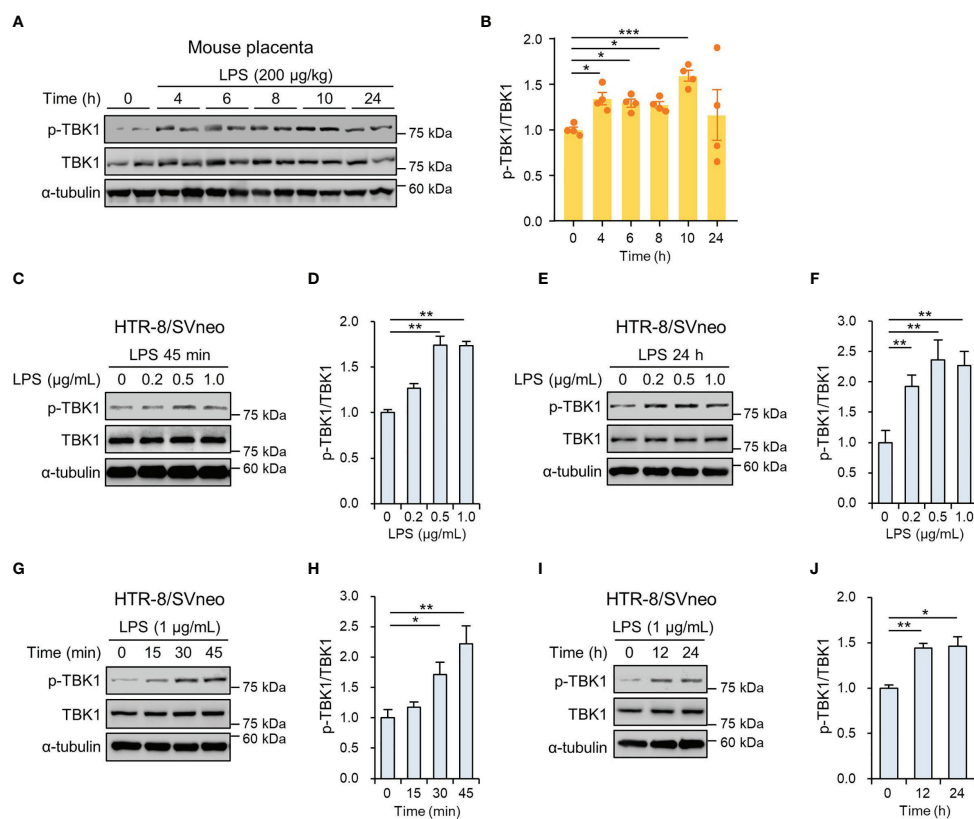 A
Mouse placenta
LPS (200 µg/kg)
Time (h) 0 4 6 8 10 24
p-TBK1
75 kDa
TBK1
75 kDa
α-tubulin
60 kDa
B
p-TBK1/TBK1
2.0
1.5
1.0
0.5
0.0
***
*
*
*
0 4 6 8 10 24
Time (h)
C
HTR-8/SVneo
LPS 45 min
LPS (µg/mL) 0 0.2 0.5 1.0
p-TBK1
75 kDa
TBK1
75 kDa
α-tubulin
60 kDa
D
p-TBK1/TBK1
2.0
1.5
1.0
0.5
0.0
**
**
0 0.2 0.5 1.0
LPS (µg/mL)
E
HTR-8/SVneo
LPS 24 h
LPS (µg/mL) 0 0.2 0.5 1.0
p-TBK1
75 kDa
TBK1
75 kDa
α-tubulin
60 kDa
F
p-TBK1/TBK1
3.0
2.5
2.0
1.5
1.0
0.5
0.0
**
**
**
0 0.2 0.5 1.0
LPS (µg/mL)
G
HTR-8/SVneo
LPS (1 µg/mL)
Time (min) 0 15 30 45
p-TBK1
75 kDa
TBK1
75 kDa
α-tubulin
60 kDa
H
p-TBK1/TBK1
3.0
2.5
2.0
1.5
1.0
0.5
0.0
**
*
0 15 30 45
Time (min)
I
HTR-8/SVneo
LPS (1 µg/mL)
Time (h) 0 12 24
p-TBK1
75 kDa
TBK1
75 kDa
α-tubulin
60 kDa
J
p-TBK1/TBK1
2.0
1.5
1.0
0.5
0.0
*
**
0 12 24
Time (h)